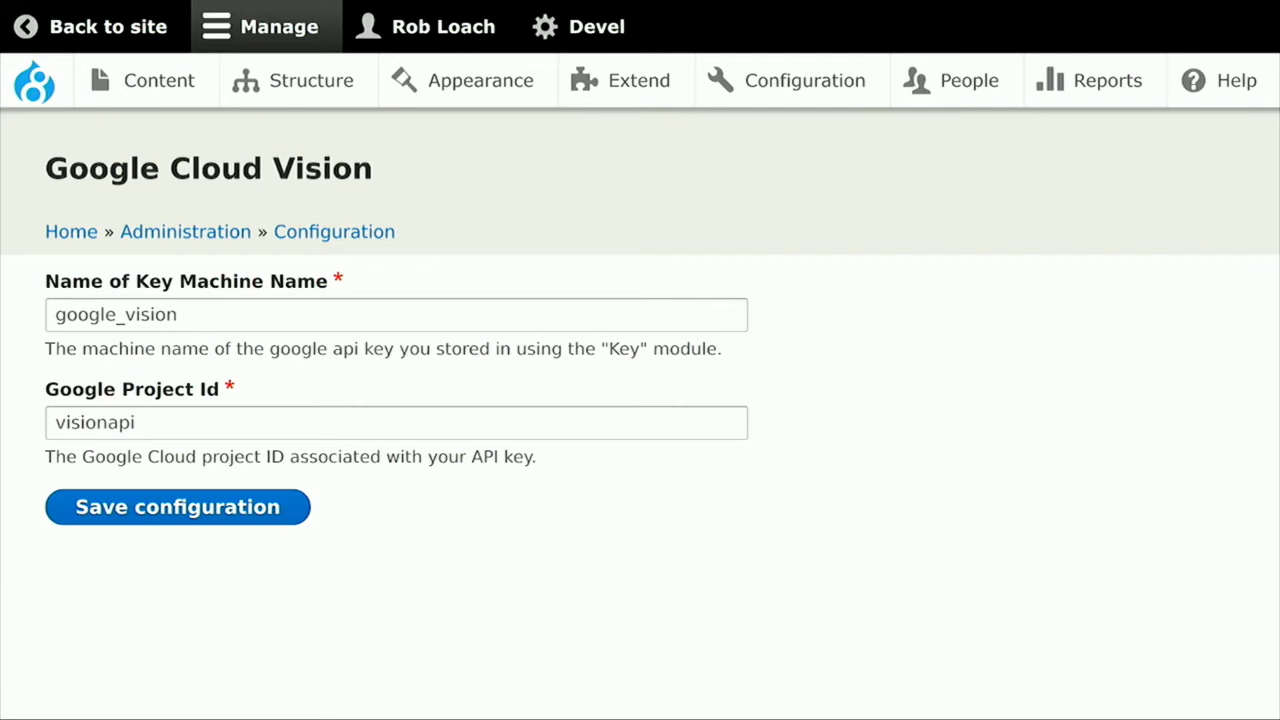 Back to site Manage Rob Loach Devel
Content Structure Appearance Extend Configuration People Reports Help
Google Cloud Vision
Home » Administration » Configuration
Name of Key Machine Name *
google_vision
The machine name of the google api key you stored in using the "Key" module.
Google Project Id *
visionapi
The Google Cloud project ID associated with your API key.
Save configuration